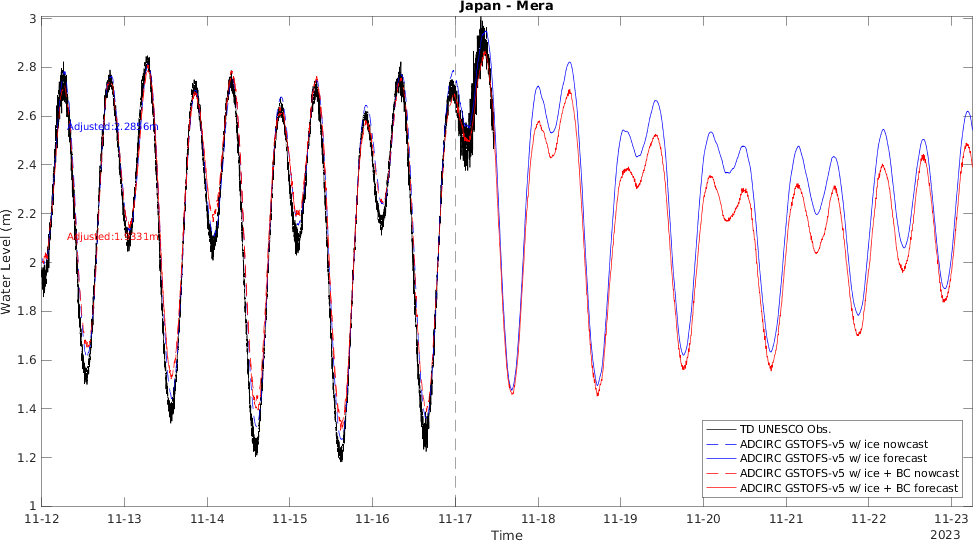 Japan - Mera
3
2.8
2.6
2.4
2.2
2
1.8
1.6
1.4
1.2
1
Water Level (m)
Adjusted:2.2856m
TD UNESCO Obs.
ADCIRC GSTOFS-v5 w/ ice nowcast
ADCIRC GSTOFS-v5 w/ ice forecast
ADCIRC GSTOFS-v5 w/ ice + BC nowcast
ADCIRC GSTOFS-v5 w/ ice + BC forecast
11-12 11-13 11-14 11-15 11-16 11-17 11-18 11-19 11-20 11-21 11-22 11-23
Time
2023